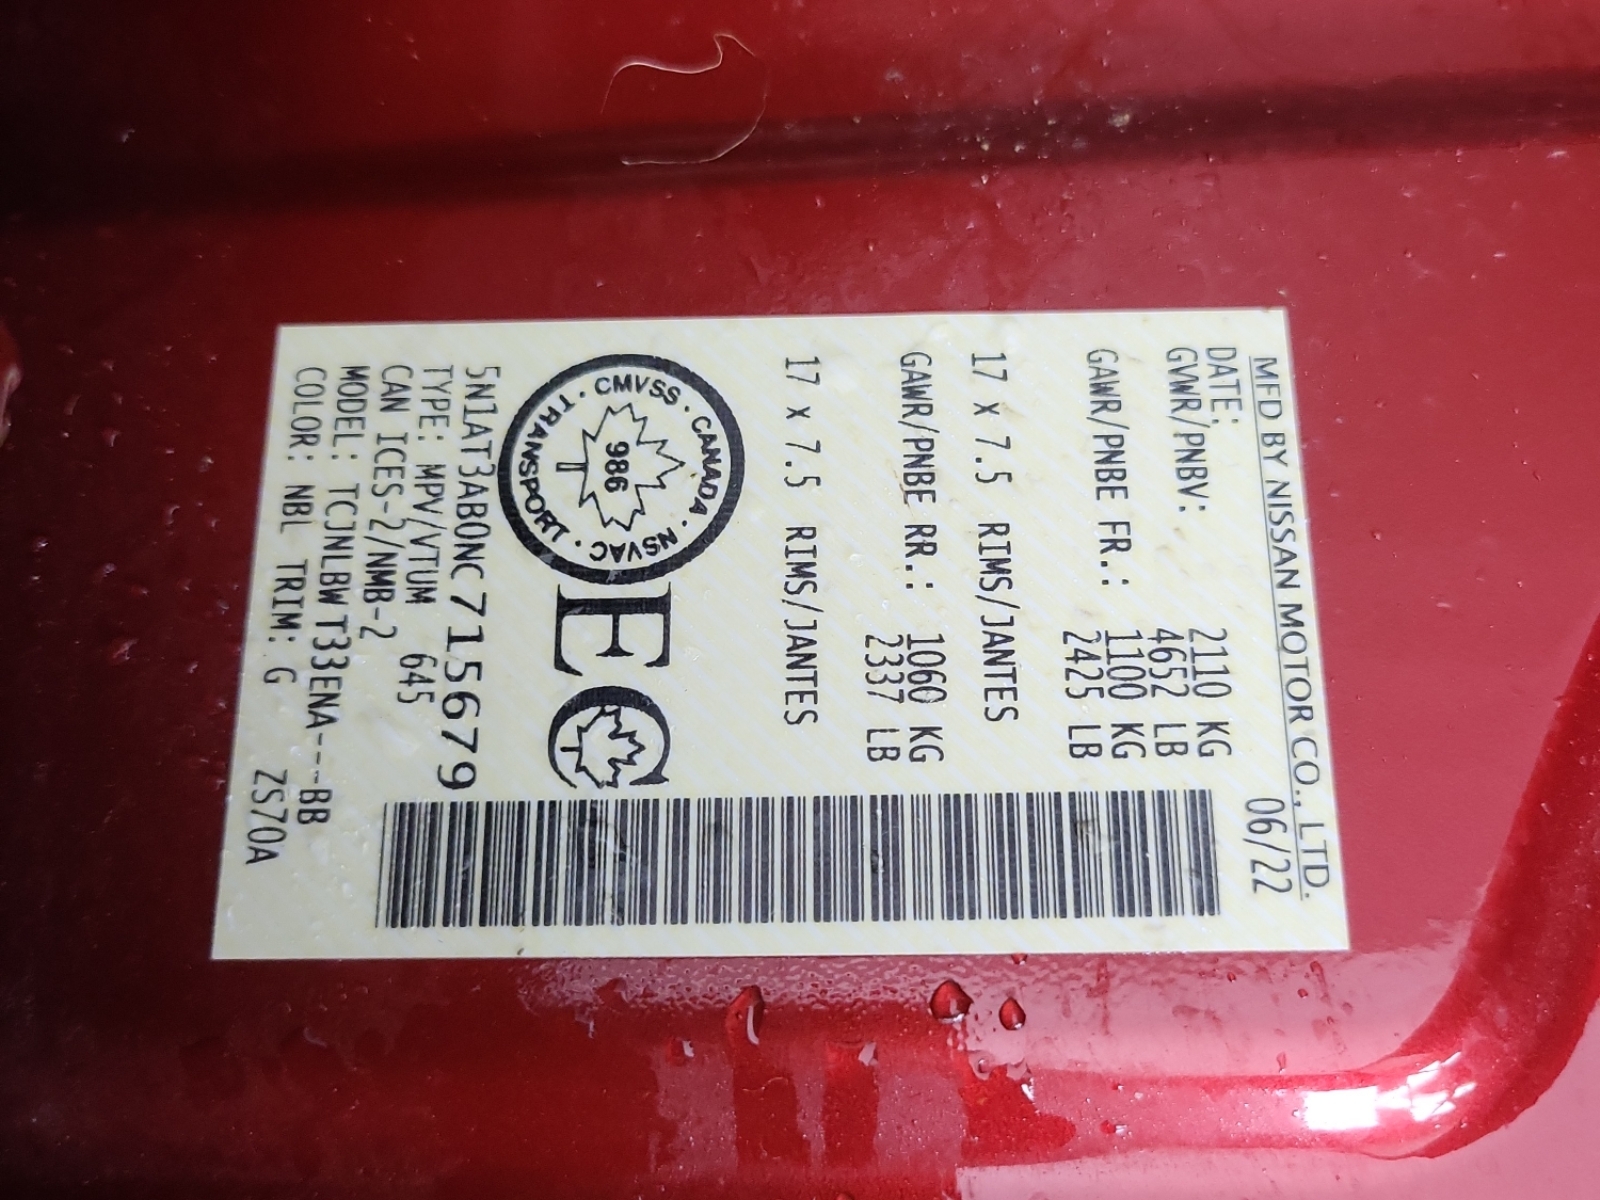 MFD BY NISSAN MOTOR CO., LTD.
DATE: 06/22
GVWR/PNBV: 2110 KG
4652 LB
GAWR/PNBE FR.: 1100 KG
2425 LB
17 x 7.5 RIMS/JANTES
GAWR/PNBE RR.: 1060 KG
2337 LB
17 x 7.5 RIMS/JANTES
CMVSS · CANADA · NSVAC · TRANSPORT ·
986
EC
5N1AT3AB0NC715679
TYPE: MPV/VTUM 645
CAN ICES-2/NMB-2
MODEL: TCJNLBW T33ENA---BB
COLOR: NBL TRIM: G ZS70A